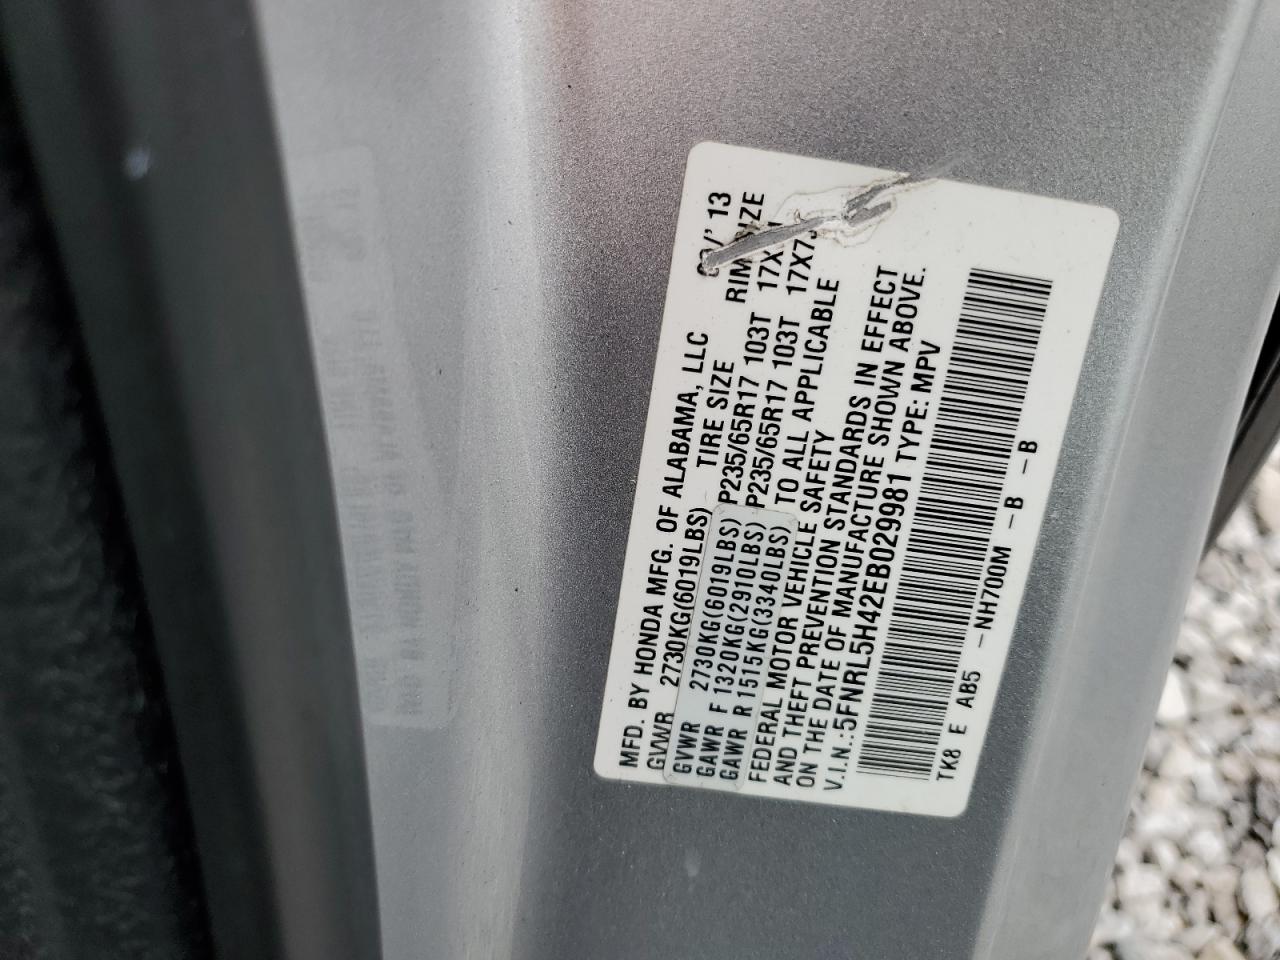 MFD. BY HONDA MFG. OF ALABAMA, LLC /'13
GVWR 2730KG(6019LBS) TIRE SIZE RIM SIZE
GVWR 2730KG(6019LBS) P235/65R17 103T
GAWR F 1320KG(2910LBS) P235/65R17 103T 17X7J
GAWR R 1515KG(3340LBS) TO ALL APPLICABLE
FEDERAL MOTOR VEHICLE SAFETY
AND THEFT PREVENTION STANDARDS IN EFFECT
ON THE DATE OF MANUFACTURE SHOWN ABOVE.
V.I.N.:5FNRL5H42EB029981 TYPE: MPV
TK8 E AB5 -NH700M -B -B